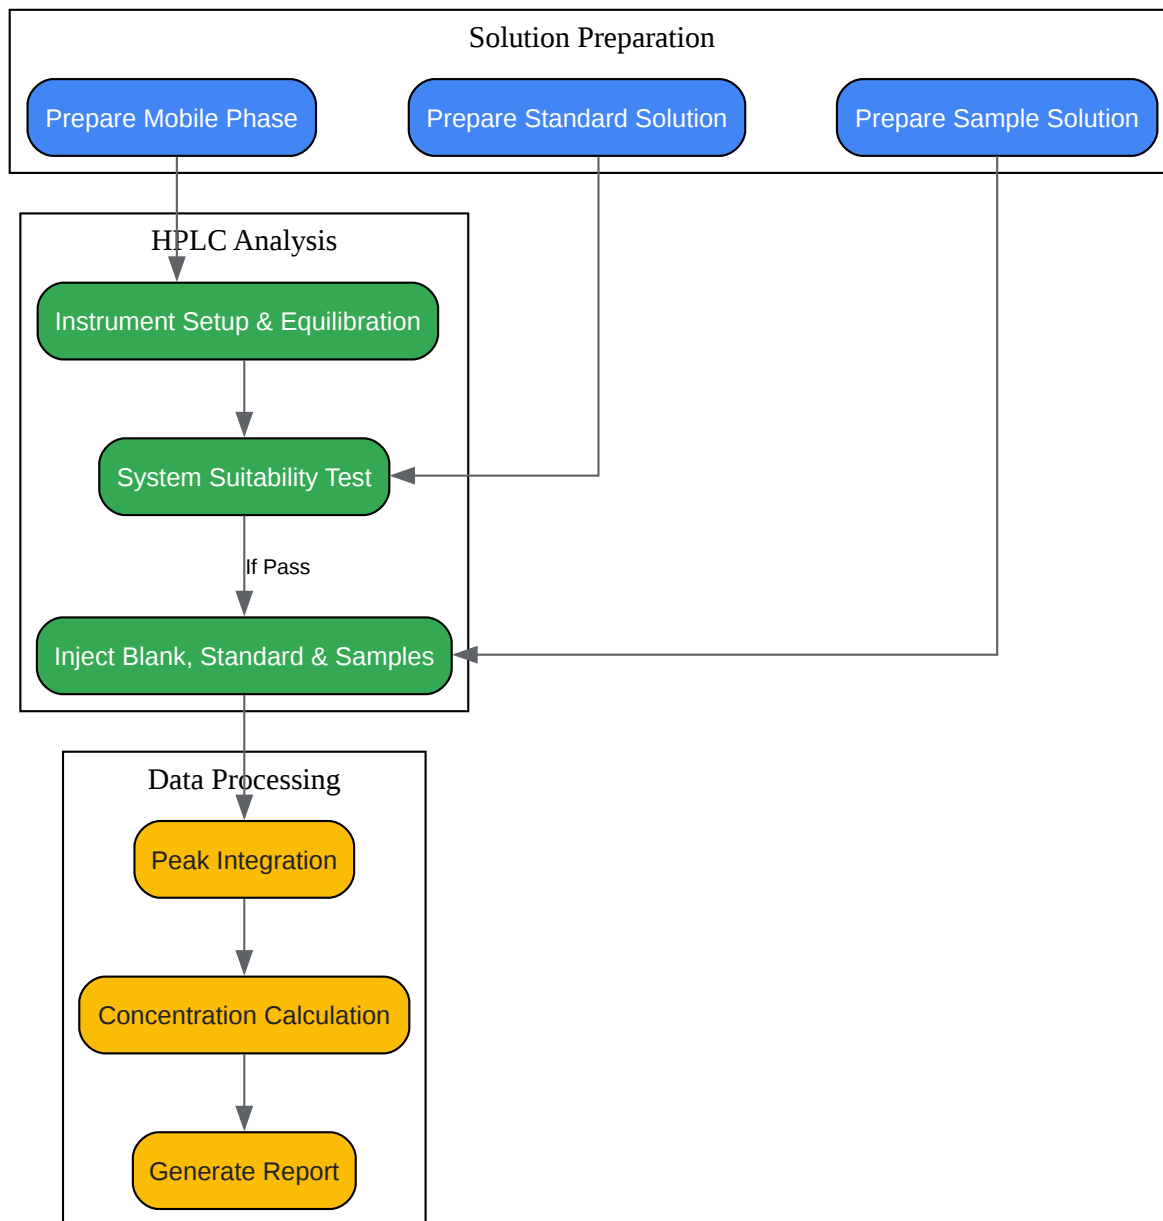 Solution Preparation
Prepare Mobile Phase
Prepare Standard Solution
Prepare Sample Solution
HPLC Analysis
Instrument Setup & Equilibration
System Suitability Test
If Pass
Inject Blank, Standard & Samples
Data Processing
Peak Integration
Concentration Calculation
Generate Report